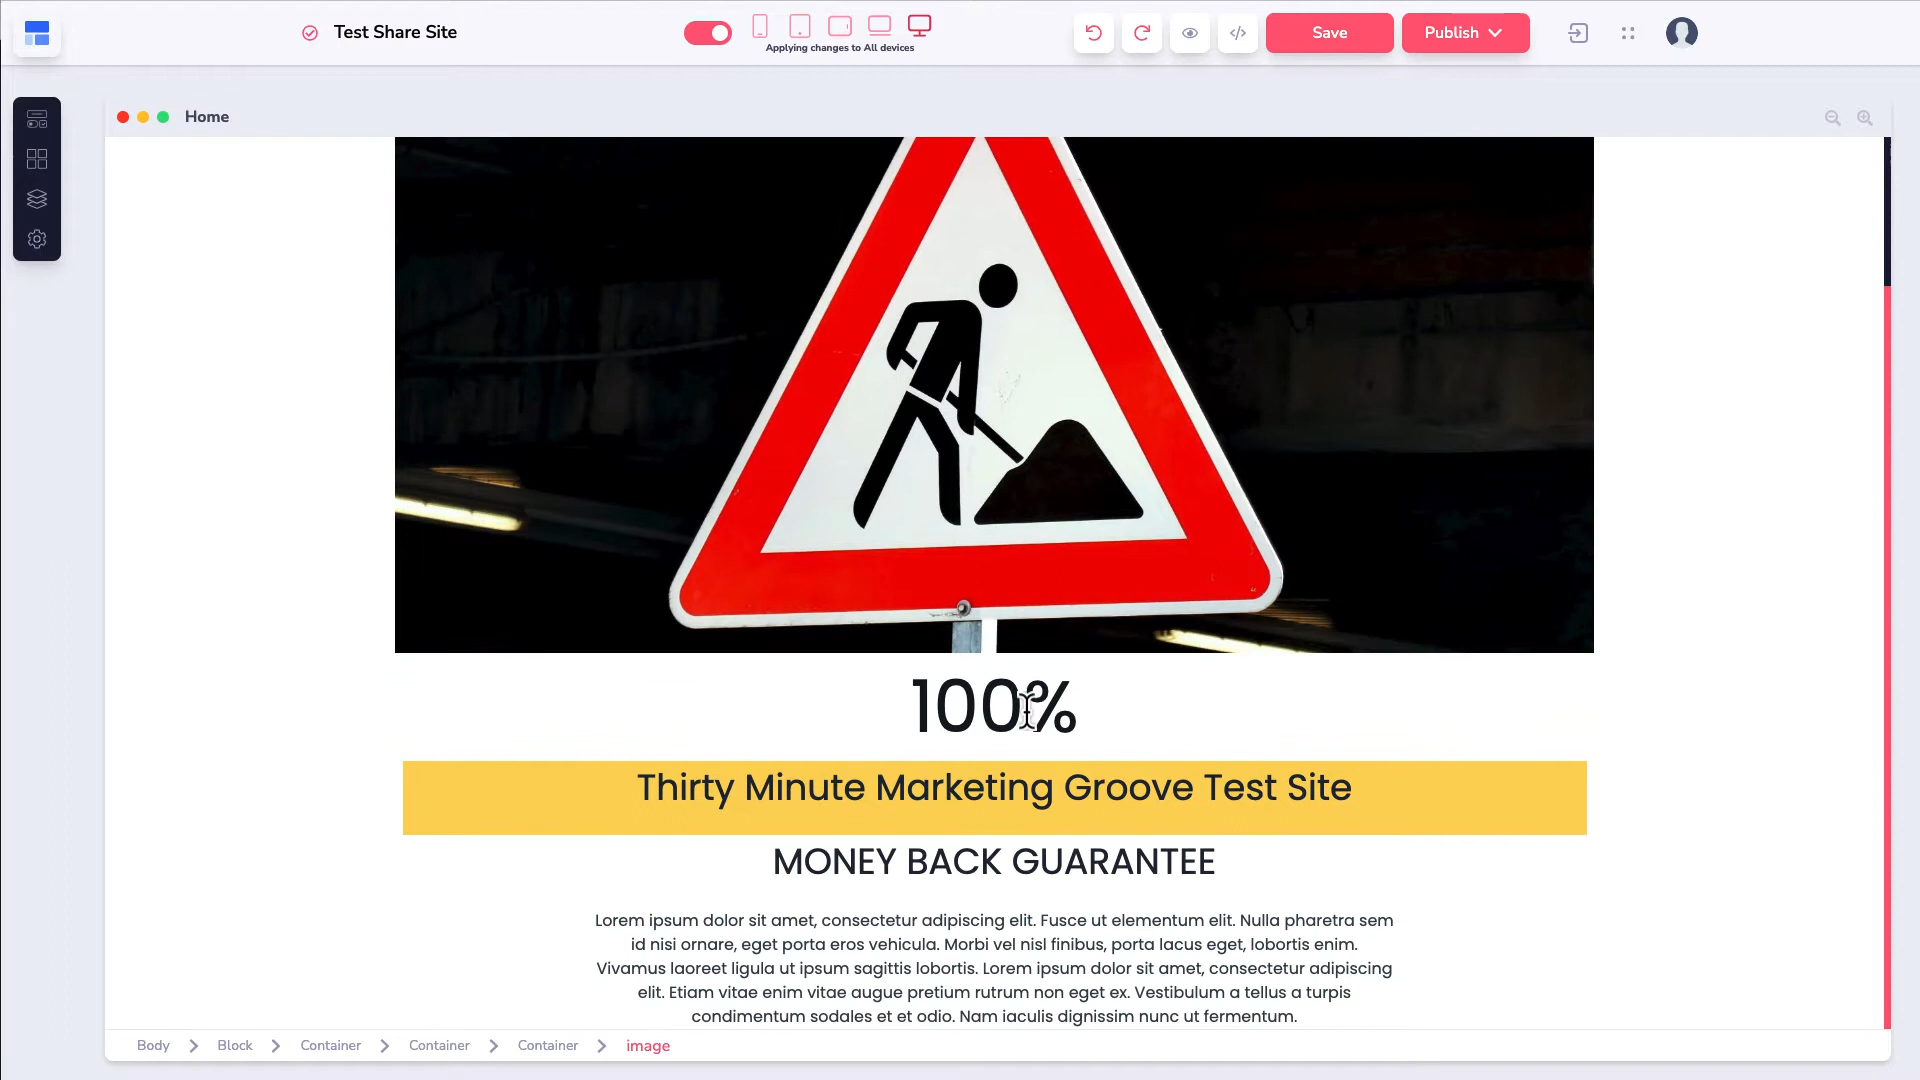 Test Share Site
Applying changes to All devices
Save
Publish
Home
100%
Thirty Minute Marketing Groove Test Site
MONEY BACK GUARANTEE
Lorem ipsum dolor sit amet, consectetur adipiscing elit. Fusce ut elementum elit. Nulla pharetra sem
id nisi ornare, eget porta eros vehicula. Morbi vel nisl finibus, porta lacus eget, lobortis enim.
Vivamus laoreet ligula ut ipsum sagittis lobortis. Lorem ipsum dolor sit amet, consectetur adipiscing
elit. Etiam vitae enim vitae augue pretium rutrum non eget ex. Vestibulum a tellus a turpis
condimentum sodales et et odio. Nam iaculis dignissim nunc ut fermentum.
Body Block Container Container Container image